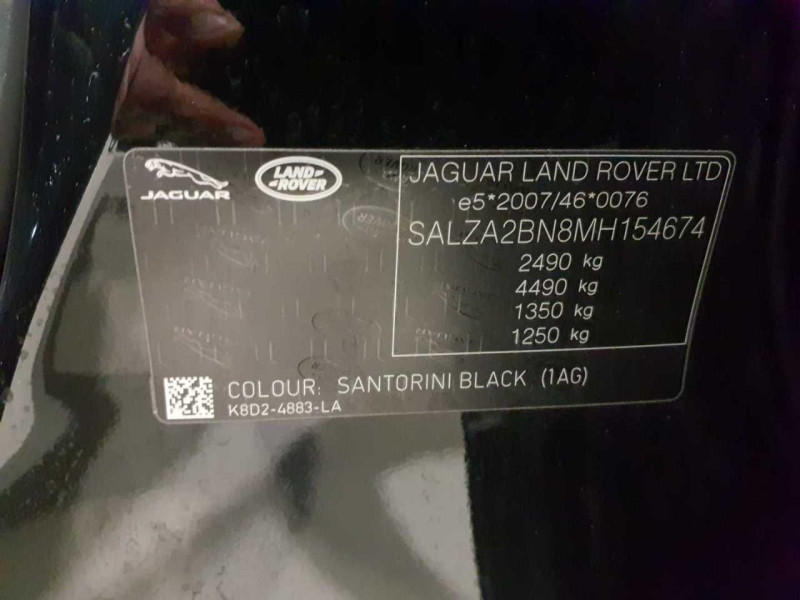 JAGUAR
LAND ROVER
JAGUAR LAND ROVER LTD
e5*2007/46*0076
SALZA2BN8MH154674
2490 kg
4490 kg
1350 kg
1250 kg
COLOUR: SANTORINI BLACK (1AG)
K8D2-4883-LA